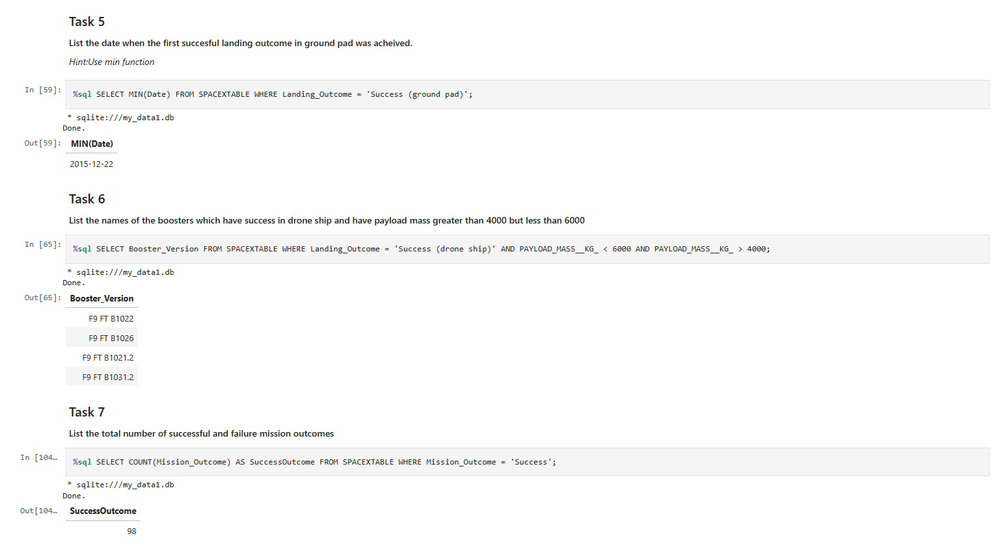 Task 5
List the date when the first succesful landing outcome in ground pad was acheived.
Hint:Use min function
In [59]: %sql SELECT MIN(Date) FROM SPACEXTABLE WHERE Landing_Outcome = 'Success (ground pad)';
* sqlite:///my_data1.db
Done.
Out[59]: MIN(Date)
2015-12-22
Task 6
List the names of the boosters which have success in drone ship and have payload mass greater than 4000 but less than 6000
In [65]: %sql SELECT Booster_Version FROM SPACEXTABLE WHERE Landing_Outcome = 'Success (drone ship)' AND PAYLOAD_MASS__KG_ < 6000 AND PAYLOAD_MASS__KG_ > 4000;
* sqlite:///my_data1.db
Done.
Out[65]: Booster_Version
F9 FT B1022
F9 FT B1026
F9 FT B1021.2
F9 FT B1031.2
Task 7
List the total number of successful and failure mission outcomes
In [104… %sql SELECT COUNT(Mission_Outcome) AS SuccessOutcome FROM SPACEXTABLE WHERE Mission_Outcome = 'Success';
* sqlite:///my_data1.db
Done.
Out[104… SuccessOutcome
98